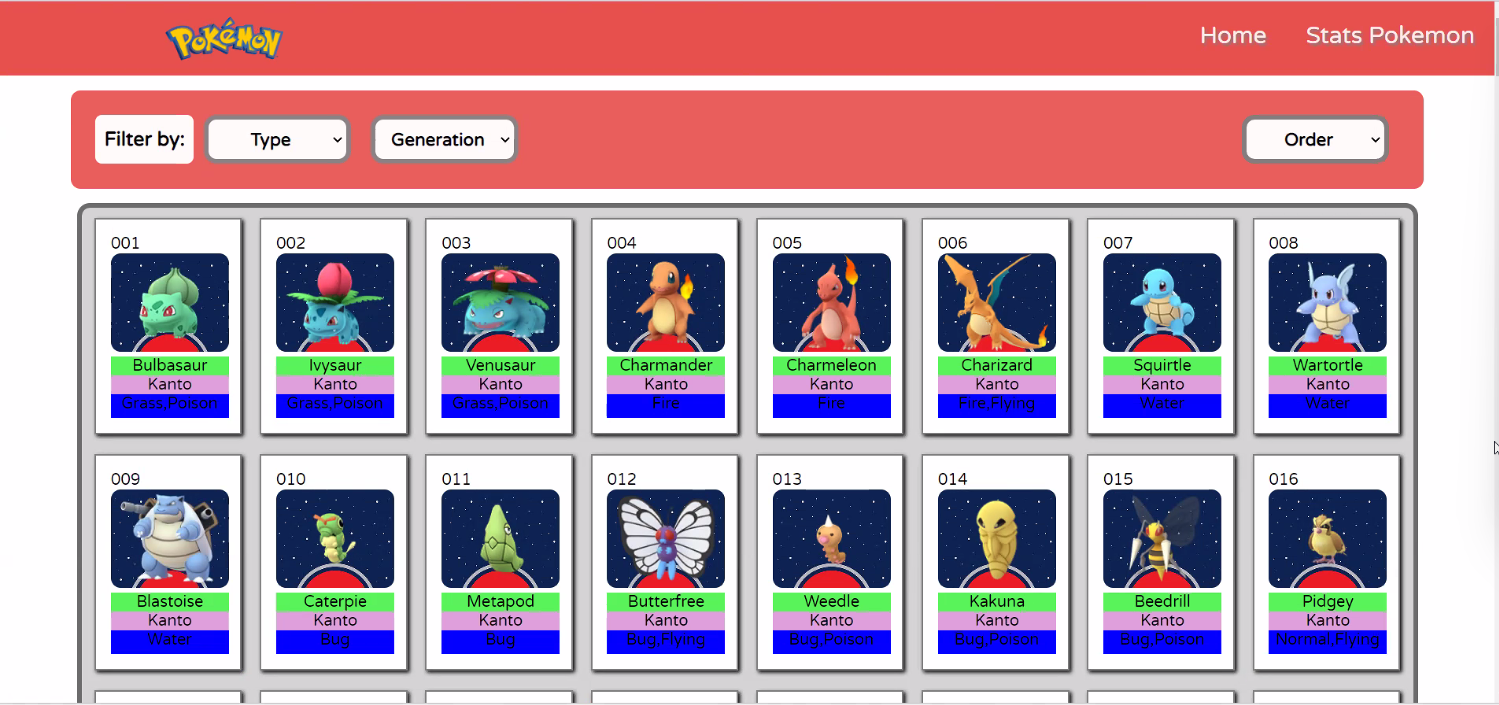 POKéMON
Home Stats Pokemon
Filter by: Type Generation Order
001 002 003 004 005 006 007 008
Bulbasaur Ivysaur Venusaur Charmander Charmeleon Charizard Squirtle Wartortle
Kanto Kanto Kanto Kanto Kanto Kanto Kanto Kanto
Grass,Poison Grass,Poison Grass,Poison Fire Fire Fire,Flying Water Water
009 010 011 012 013 014 015 016
Blastoise Caterpie Metapod Butterfree Weedle Kakuna Beedrill Pidgey
Kanto Kanto Kanto Kanto Kanto Kanto Kanto Kanto
Water Bug Bug Bug,Flying Bug,Poison Bug,Poison Bug,Poison Normal,Flying